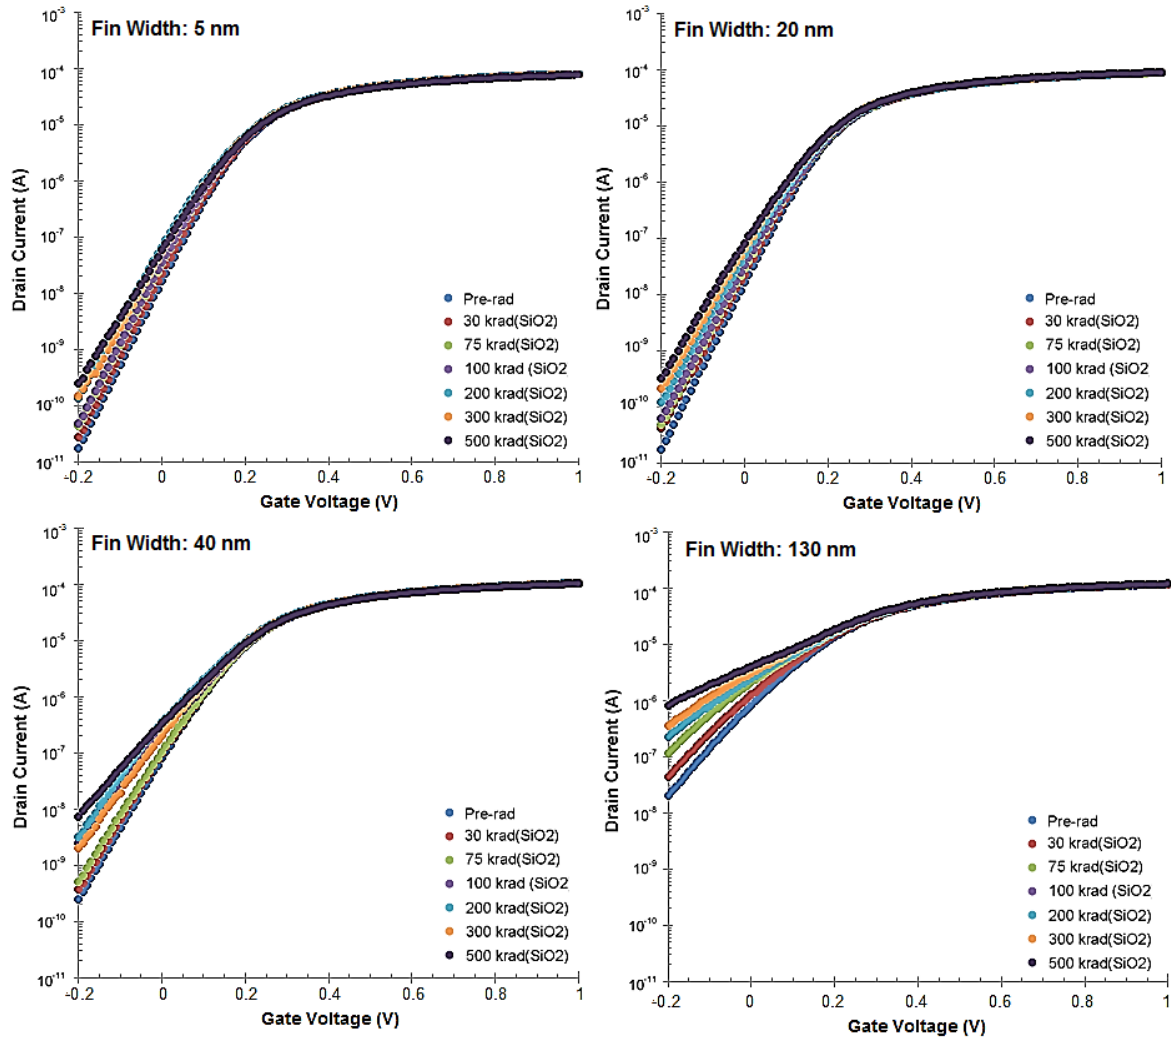 Fin Width: 5 nm
10-3
10-4
10-5
10-6
10-7
10-8
10-9
10-10
10-11
Drain Current (A)
Pre-rad
30 krad(SiO2)
75 krad(SiO2)
100 krad (SiO2
200 krad(SiO2)
300 krad(SiO2)
500 krad(SiO2)
-0.2 0 0.2 0.4 0.6 0.8 1
Gate Voltage (V)
Fin Width: 20 nm
10-3
10-4
10-5
10-6
10-7
10-8
10-9
10-10
10-11
Drain Current (A)
Pre-rad
30 krad(SiO2)
75 krad(SiO2)
100 krad (SiO2
200 krad(SiO2)
300 krad(SiO2)
500 krad(SiO2)
-0.2 0 0.2 0.4 0.6 0.8 1
Gate Voltage (V)
Fin Width: 40 nm
10-3
10-4
10-5
10-6
10-7
10-8
10-9
10-10
10-11
Drain Current (A)
Pre-rad
30 krad(SiO2)
75 krad(SiO2)
100 krad (SiO2
200 krad(SiO2)
300 krad(SiO2)
500 krad(SiO2)
-0.2 0 0.2 0.4 0.6 0.8 1
Gate Voltage (V)
Fin Width: 130 nm
10-3
10-4
10-5
10-6
10-7
10-8
10-9
10-10
10-11
Drain Current (A)
Pre-rad
30 krad(SiO2)
75 krad(SiO2)
100 krad (SiO2
200 krad(SiO2)
300 krad(SiO2)
500 krad(SiO2)
-0.2 0 0.2 0.4 0.6 0.8 1
Gate Voltage (V)